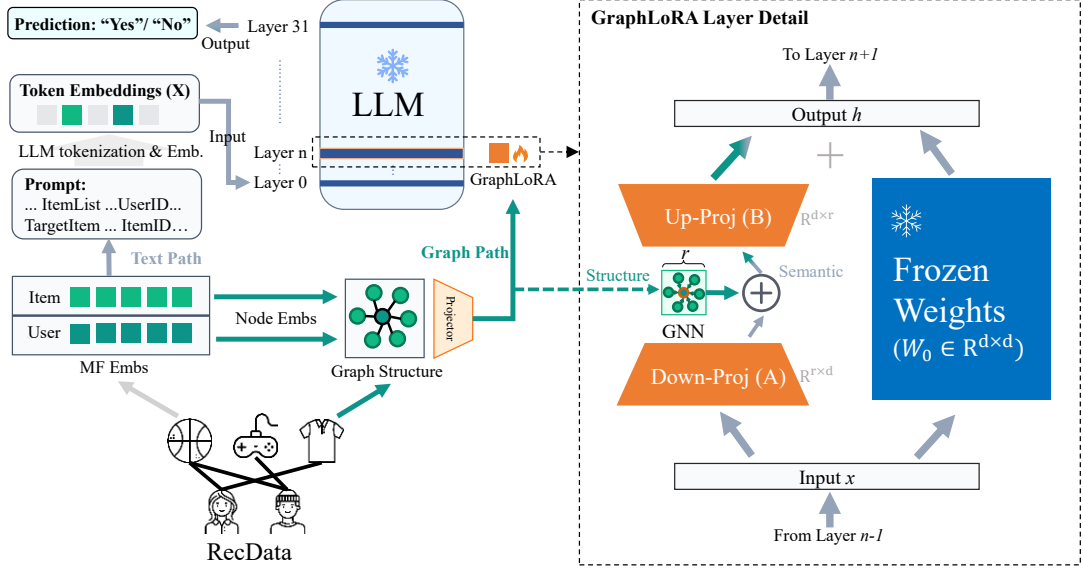 Prediction: “Yes”/ “No”
Output
Layer 31
Token Embeddings (X)
Input
LLM tokenization & Emb.
Prompt:
... ItemList ...UserID...
TargetItem ... ItemID…
Text Path
Item
User
MF Embs
Node Embs
Graph Structure
Projector
RecData
LLM
Layer n
Layer 0
GraphLoRA
Graph Path
GraphLoRA Layer Detail
To Layer n+1
Output h
+
Up-Proj (B)
R^{d×r}
Structure
r
GNN
Semantic
Down-Proj (A)
R^{r×d}
Frozen
Weights
(W_0 ∈ R^{d×d})
Input x
From Layer n-1